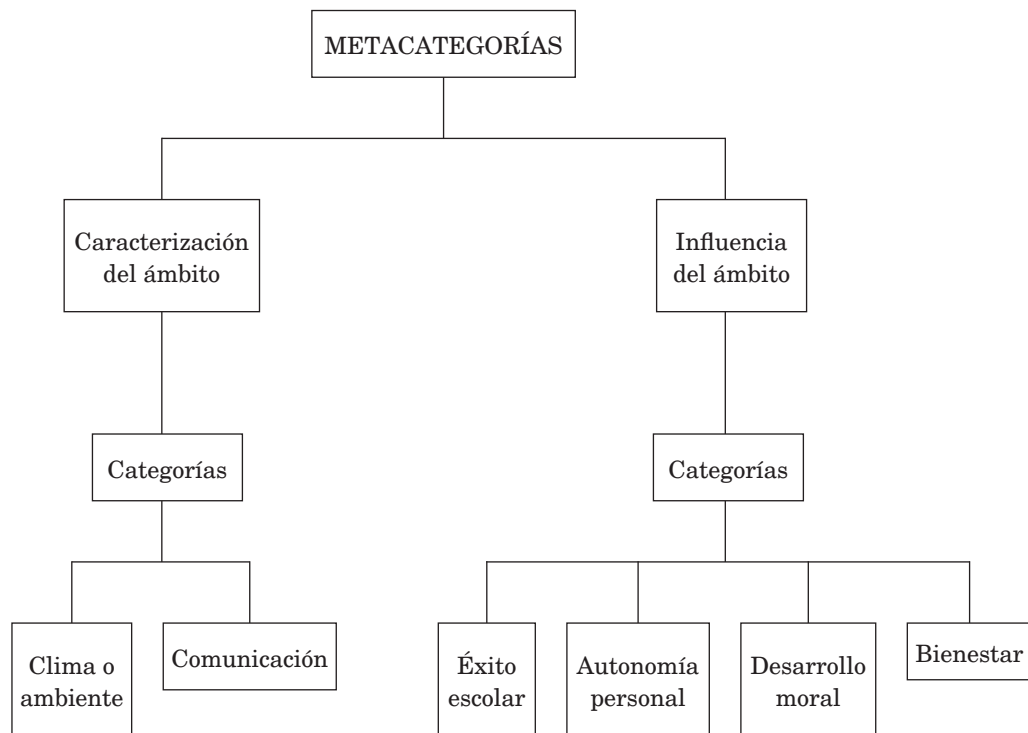 METACATEGORÍAS
Caracterización
del ámbito
Influencia
del ámbito
Categorías
Categorías
Clima o
ambiente
Comunicación
Éxito
escolar
Autonomía
personal
Desarrollo
moral
Bienestar